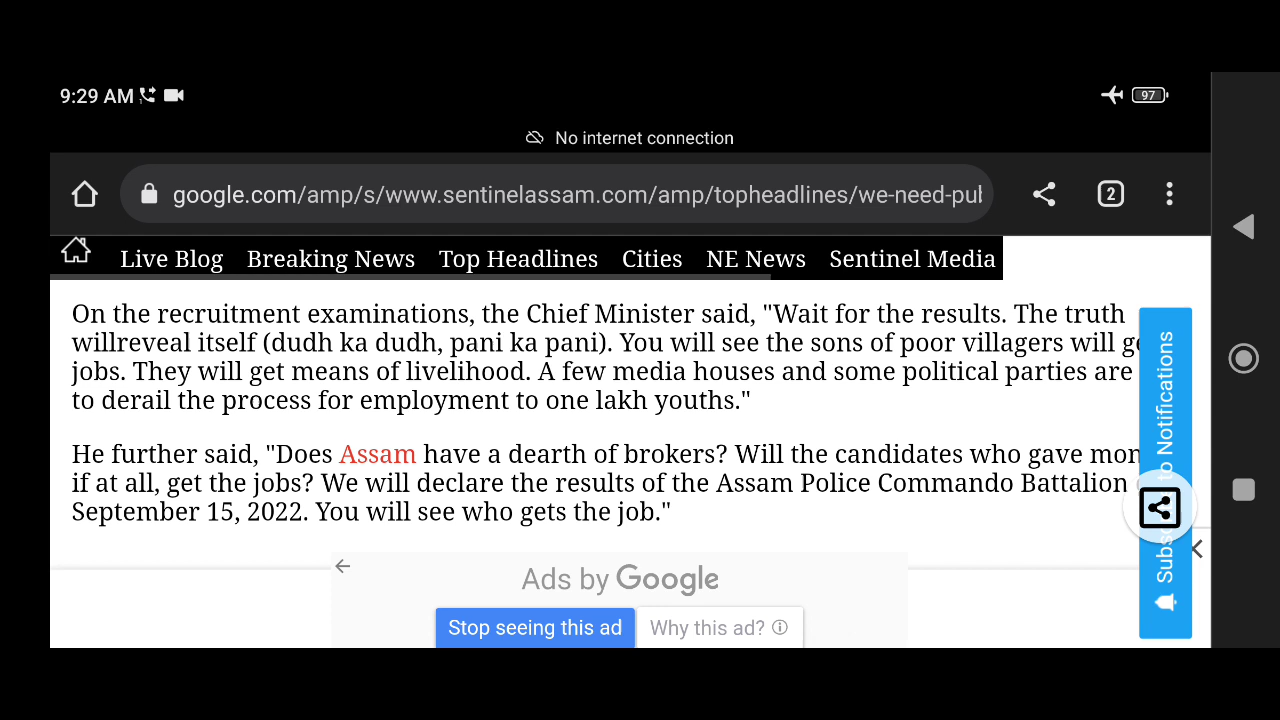 9:29 AM
97
No internet connection
google.com/amp/s/www.sentinelassam.com/amp/topheadlines/we-need-pul
2
Live Blog Breaking News Top Headlines Cities NE News Sentinel Media
On the recruitment examinations, the Chief Minister said, "Wait for the results. The truth
willreveal itself (dudh ka dudh, pani ka pani). You will see the sons of poor villagers will
jobs. They will get means of livelihood. A few media houses and some political parties are
to derail the process for employment to one lakh youths."
He further said, "Does Assam have a dearth of brokers? Will the candidates who gave
if at all, get the jobs? We will declare the results of the Assam Police Commando Battalion
September 15, 2022. You will see who gets the job."
Notifications
Ads by Google
Stop seeing this ad
Why this ad?